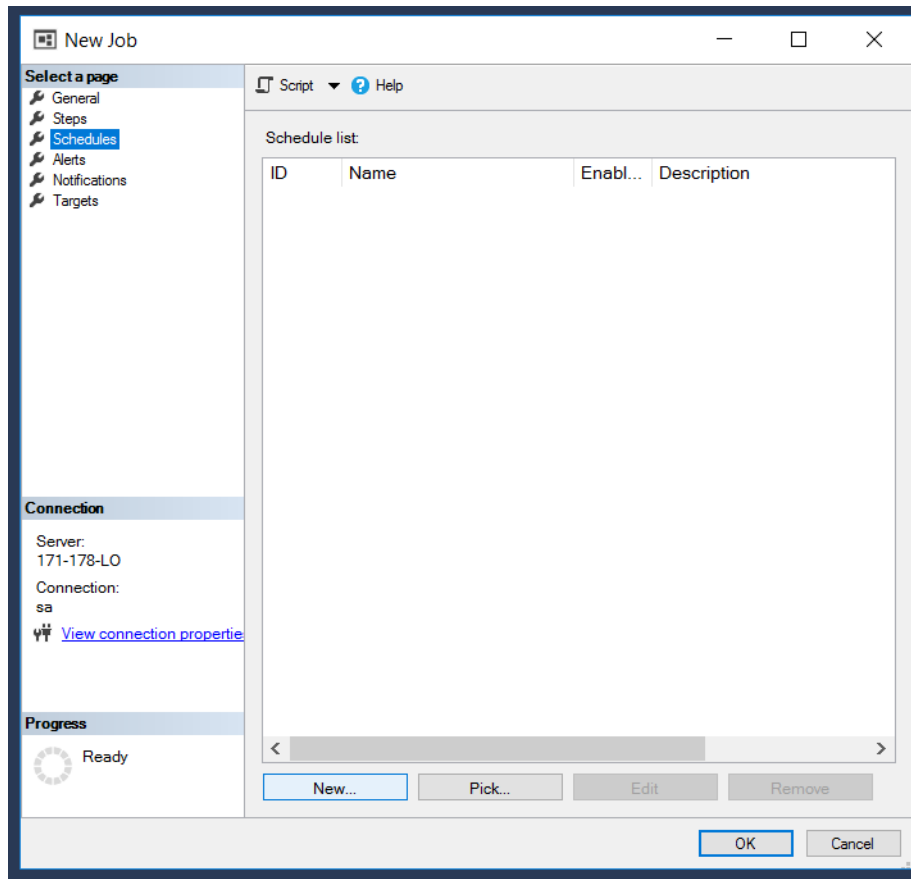 New Job
Select a page
General
Steps
Schedules
Alerts
Notifications
Targets
Script Help
Schedule list:
ID Name Enabl... Description
Connection
Server:
171-178-LO
Connection:
sa
View connection propertie
Progress
Ready
New... Pick... Edit Remove
OK Cancel